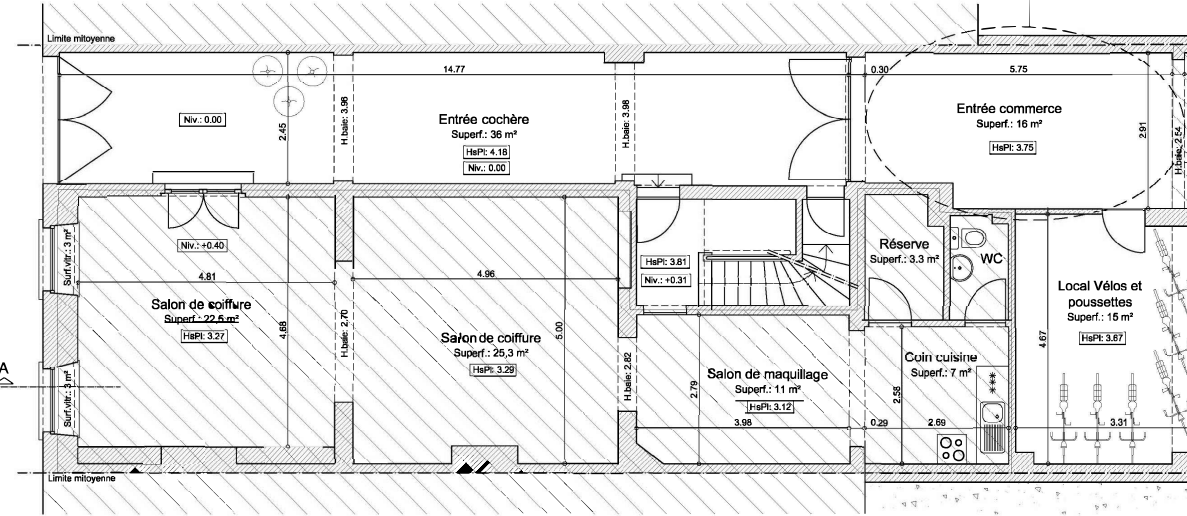 Limite mitoyenne
14.77
0.30
5.75
Niv.: 0.00
2.45
H.baie: 3.96
Entrée cochère
Superf.: 36 m²
HsPl: 4.18
Niv.: 0.00
H.baie: 3.98
Entrée commerce
Superf.: 16 m²
HsPl: 3.75
2.91
H.baie: 2.54
Surf.vitr.: 3 m²
Niv.: +0.40
4.81
Salon de coiffure
Superf.: 22,5 m²
HsPl: 3.27
4.68
H.baie: 2.70
4.96
Salon de coiffure
Superf.: 25,3 m²
HsPl: 3.29
5.00
HsPl: 3.81
Niv.: +0.31
Réserve
Superf.: 3.3 m²
WC
Local Vélos et
poussettes
Superf.: 15 m²
HsPl: 3.67
4.67
3.31
A
Surf.vitr.: 3 m²
H.baie: 2.82
2.79
Salon de maquillage
Superf.: 11 m²
HsPl: 3.12
3.98
Coin cuisine
Superf.: 7 m²
2.58
0.29
2.69
Limite mitoyenne